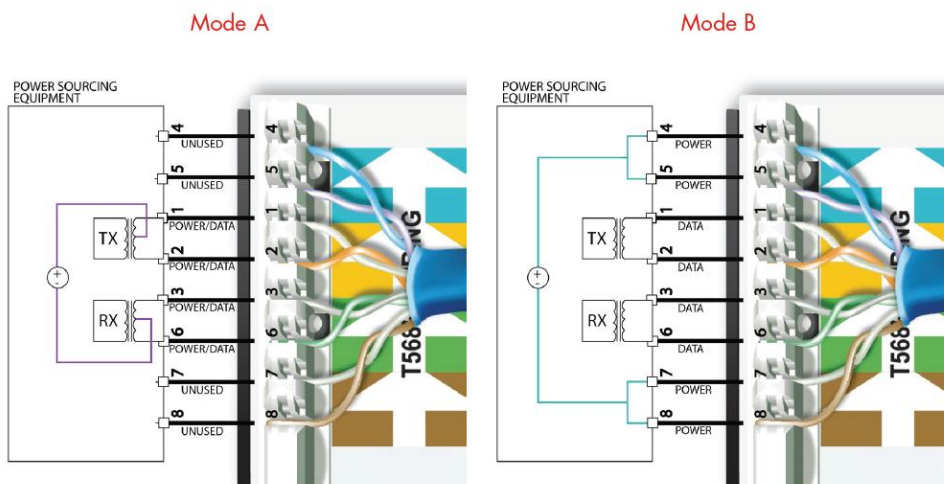 Mode A
POWER SOURCING
EQUIPMENT
4
UNUSED
4
5
UNUSED
5
1
POWER/DATA
1
TX
2
POWER/DATA
2
+
-
3
POWER/DATA
3
RX
6
POWER/DATA
6
7
UNUSED
7
8
UNUSED
8
T568
NG
Mode B
POWER SOURCING
EQUIPMENT
4
POWER
4
5
POWER
5
1
DATA
1
TX
2
DATA
2
+
-
3
DATA
3
RX
6
DATA
6
7
POWER
7
8
POWER
8
T568
NG